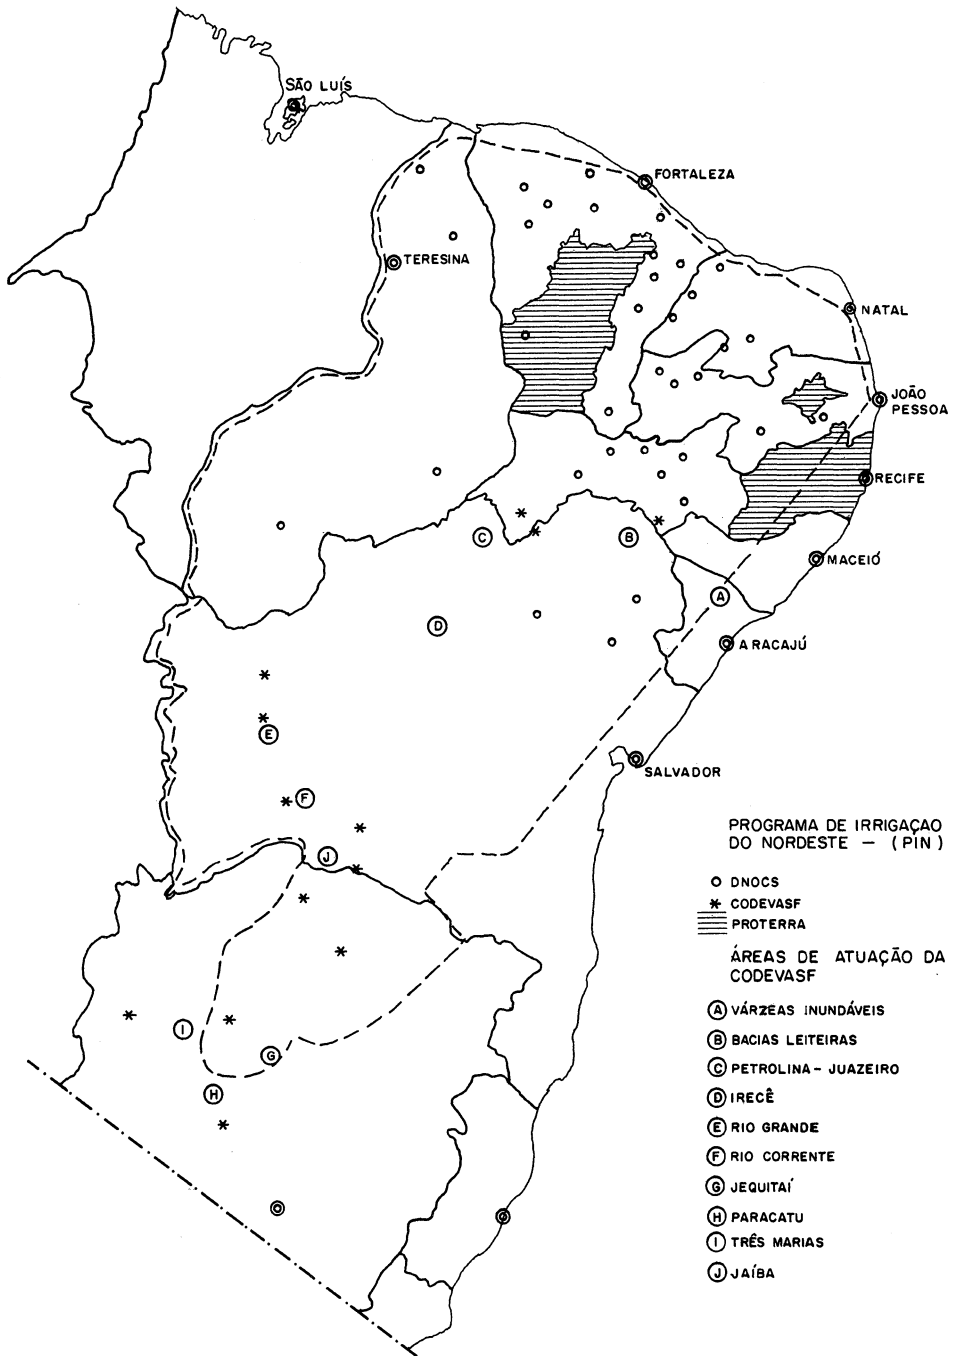 SÃO LUÍS
FORTALEZA
TERESINA
NATAL
JOÃO
PESSOA
RECIFE
C
B
MACEIÓ
A
D
ARACAJÚ
E
SALVADOR
F
J
I
G
H
PROGRAMA DE IRRIGAÇAO
DO NORDESTE — (PIN)
DNOCS
CODEVASF
PROTERRA
ÁREAS DE ATUAÇÃO DA
CODEVASF
A VÁRZEAS INUNDÁVEIS
B BACIAS LEITEIRAS
C PETROLINA - JUAZEIRO
D IRECÊ
E RIO GRANDE
F RIO CORRENTE
G JEQUITAÍ
H PARACATU
I TRÊS MARIAS
J JAÍBA